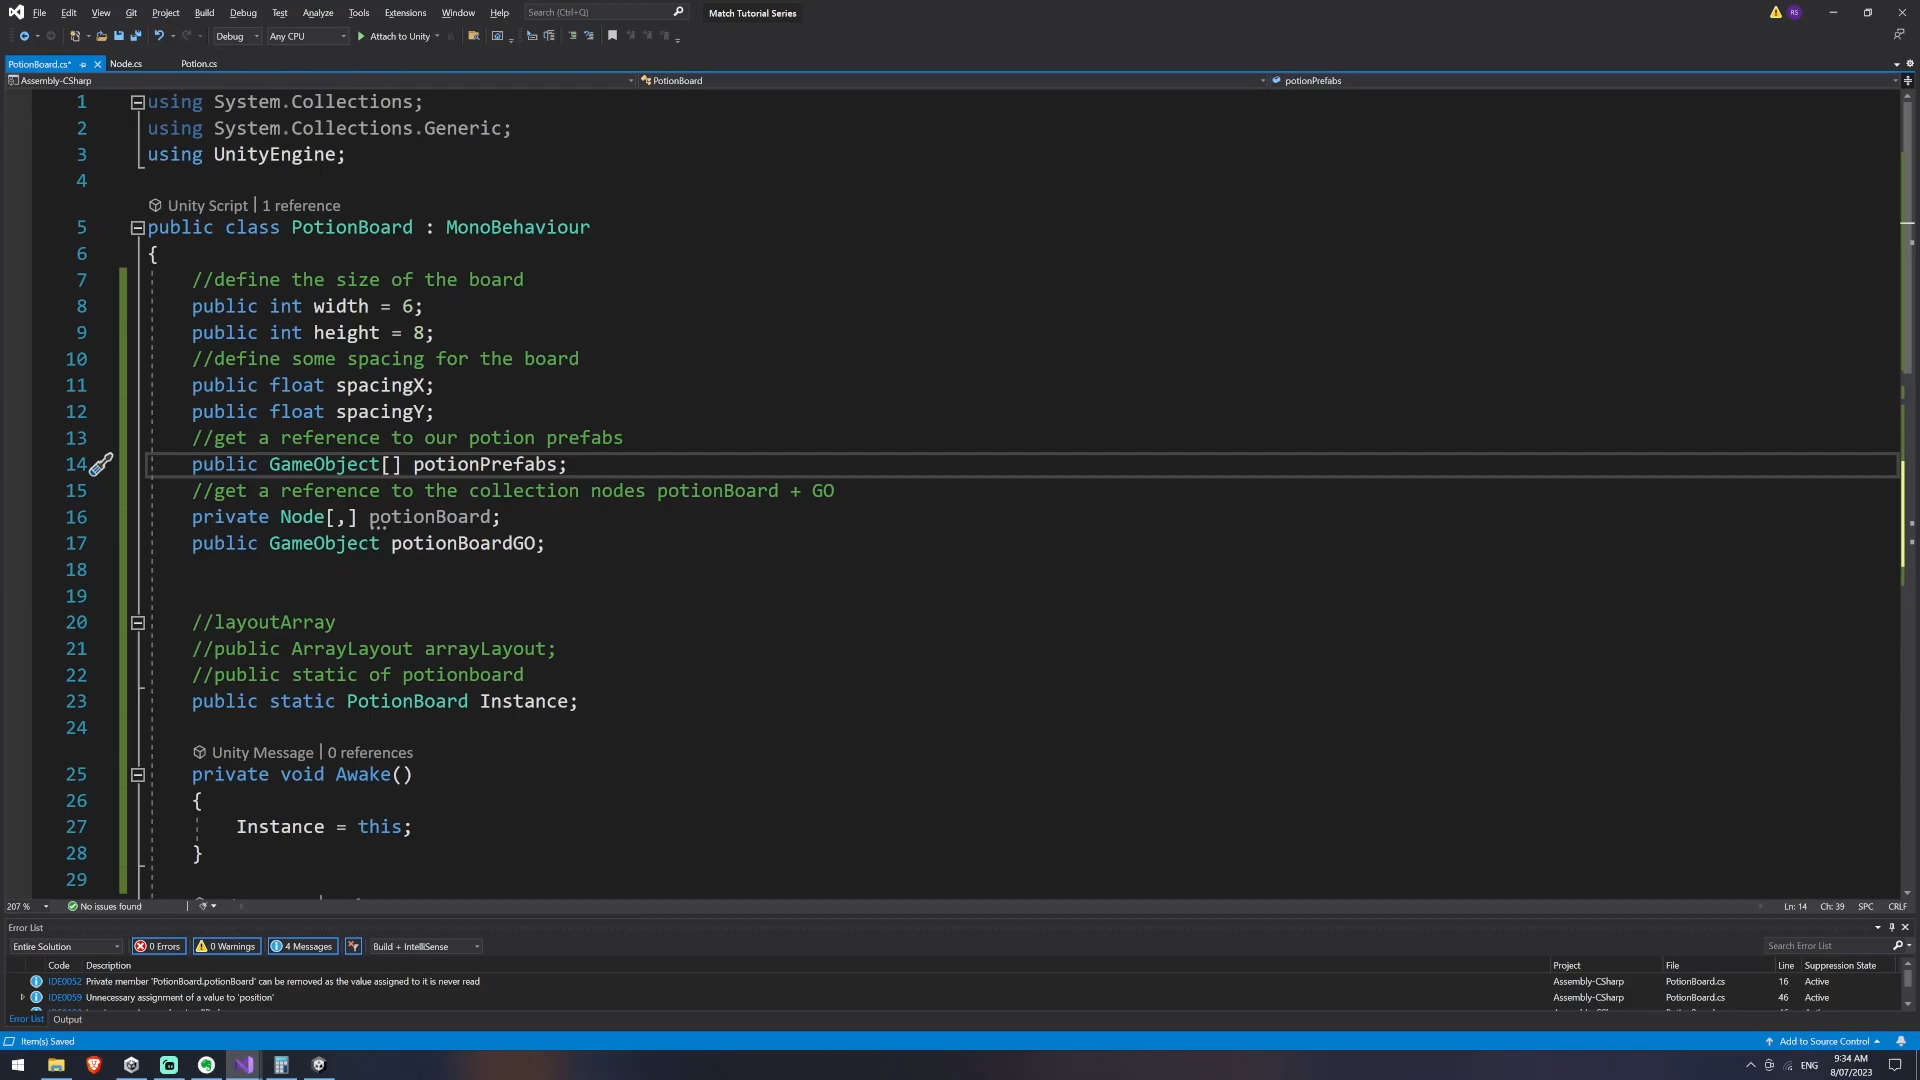 File Edit View Git Project Build Debug Test Analyze Tools Extensions Window Help Search (Ctrl+Q) Match Tutorial Series RS
Debug Any CPU Attach to Unity
PotionBoard.cs* Node.cs Potion.cs
Assembly-CSharp PotionBoard potionPrefabs
1 using System.Collections;
2 using System.Collections.Generic;
3 using UnityEngine;
4
Unity Script | 1 reference
5 public class PotionBoard : MonoBehaviour
6 {
7 //define the size of the board
8 public int width = 6;
9 public int height = 8;
10 //define some spacing for the board
11 public float spacingX;
12 public float spacingY;
13 //get a reference to our potion prefabs
14 public GameObject[] potionPrefabs;
15 //get a reference to the collection nodes potionBoard + GO
16 private Node[,] potionBoard;
17 public GameObject potionBoardGO;
18
19
20 //layoutArray
21 //public ArrayLayout arrayLayout;
22 //public static of potionboard
23 public static PotionBoard Instance;
24
Unity Message | 0 references
25 private void Awake()
26 {
27 Instance = this;
28 }
29
207 % No issues found Ln: 14 Ch: 39 SPC CRLF
Error List
Entire Solution 0 Errors 0 Warnings 4 Messages Build + IntelliSense Search Error List
Code Description Project File Line Suppression State
IDE0052 Private member 'PotionBoard.potionBoard' can be removed as the value assigned to it is never read Assembly-CSharp PotionBoard.cs 16 Active
IDE0059 Unnecessary assignment of a value to 'position' Assembly-CSharp PotionBoard.cs 46 Active
Error List Output
Item(s) Saved Add to Source Control
ENG 9:34 AM
8/07/2023